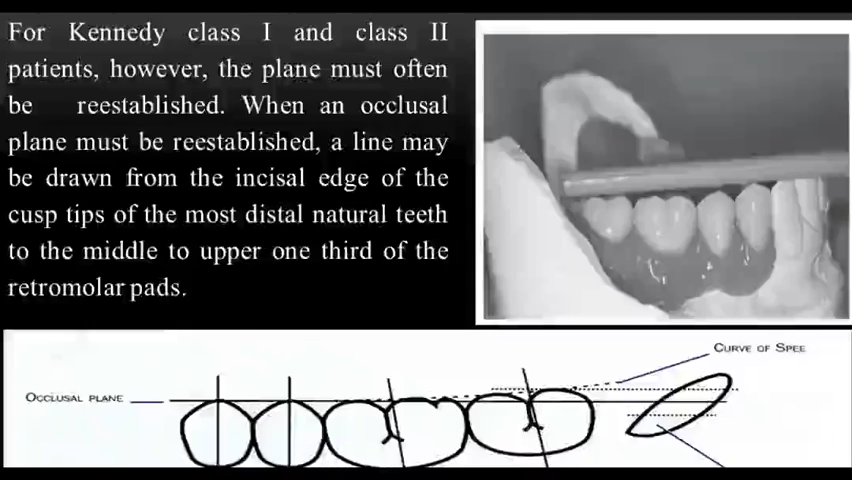 For Kennedy class I and class II
patients, however, the plane must often
be reestablished. When an occlusal
plane must be reestablished, a line may
be drawn from the incisal edge of the
cusp tips of the most distal natural teeth
to the middle to upper one third of the
retromolar pads.
CURVE OF SPEE
OCCLUSAL PLANE